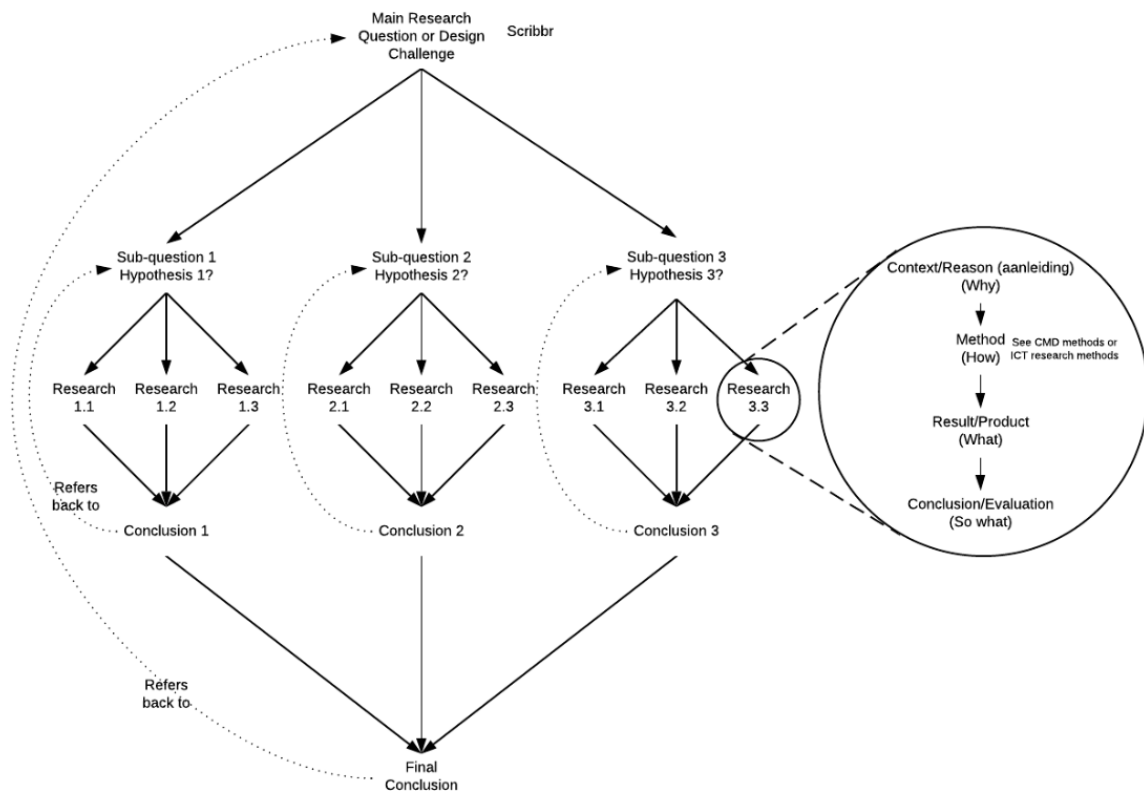 Main Research
Question or Design
Challenge
Scribbr
Sub-question 1
Hypothesis 1?
Sub-question 2
Hypothesis 2?
Sub-question 3
Hypothesis 3?
Context/Reason (aanleiding)
(Why)
Method
(How)
See CMD methods or
ICT research methods
Result/Product
(What)
Conclusion/Evaluation
(So what)
Research
1.1
Research
1.2
Research
1.3
Research
2.1
Research
2.2
Research
2.3
Research
3.1
Research
3.2
Research
3.3
Refers
back to
Conclusion 1
Conclusion 2
Conclusion 3
Refers
back to
Final
Conclusion